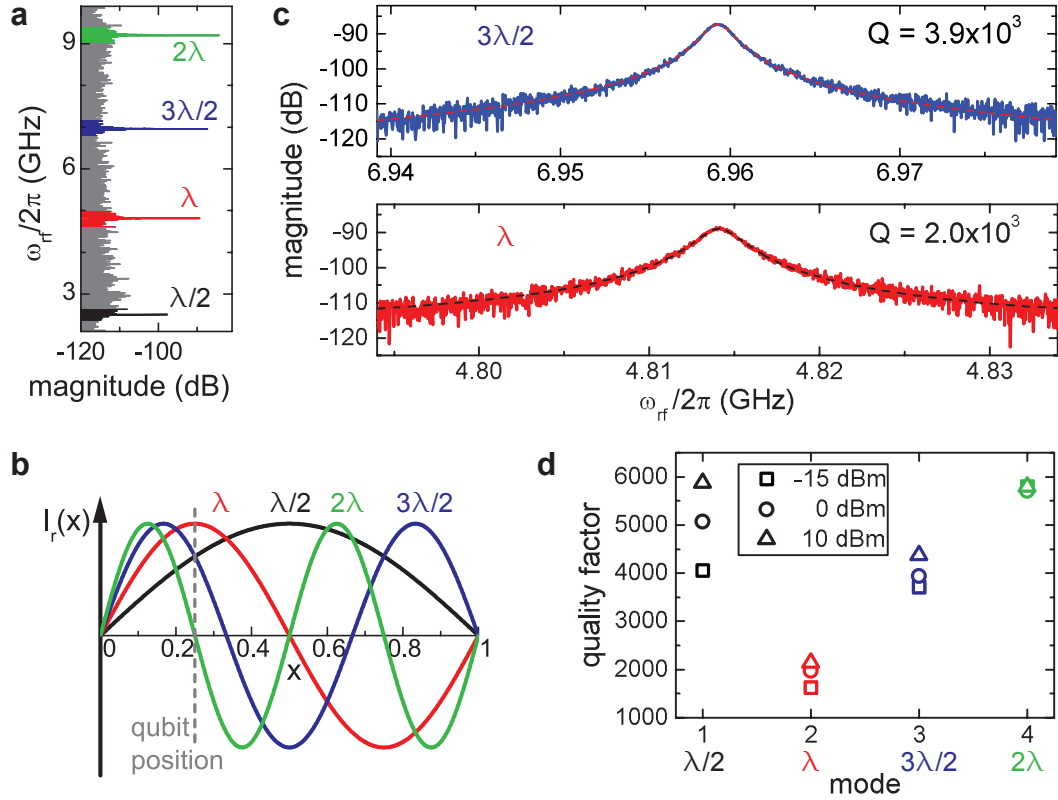 a
9
6
3
ω_rf/2π (GHz)
2λ
3λ/2
λ
λ/2
-120
-100
magnitude (dB)
c
3λ/2
Q = 3.9x10³
-90
-100
-110
-120
6.94
6.95
6.96
6.97
magnitude (dB)
λ
Q = 2.0x10³
-90
-100
-110
-120
4.80
4.81
4.82
4.83
ω_rf/2π (GHz)
b
I_r(x)
λ
λ/2
2λ
3λ/2
0
0.2
0.4
0.6
0.8
1
x
qubit
position
d
6000
5000
4000
3000
2000
1000
quality factor
-15 dBm
0 dBm
10 dBm
1
2
3
4
λ/2
λ
3λ/2
2λ
mode